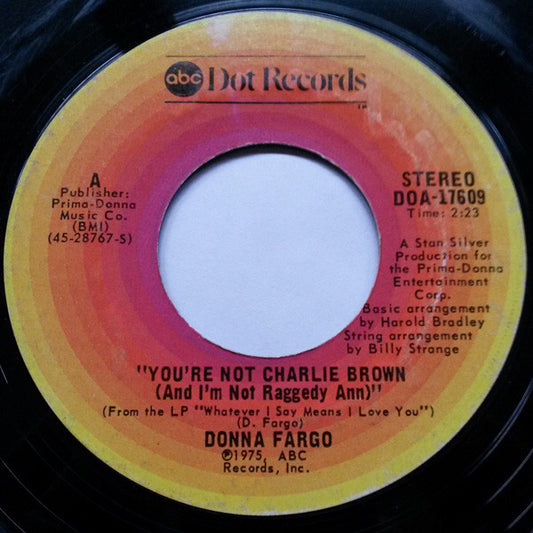 abc Dot Records
TM
A
Publisher:
Prima-Donna
Music Co.
(BMI)
(45-28767-S)
STEREO
DOA-17609
Time: 2:23
A Stan Silver
Production for
the Prima-Donna
Entertainment
Corp.
Basic arrangement
by Harold Bradley
String arrangement
by Billy Strange
"YOU'RE NOT CHARLIE BROWN
(And I'm Not Raggedy Ann)"
(From the LP "Whatever I Say Means I Love You")
(D. Fargo)
DONNA FARGO
℗1975, ABC
Records, Inc.